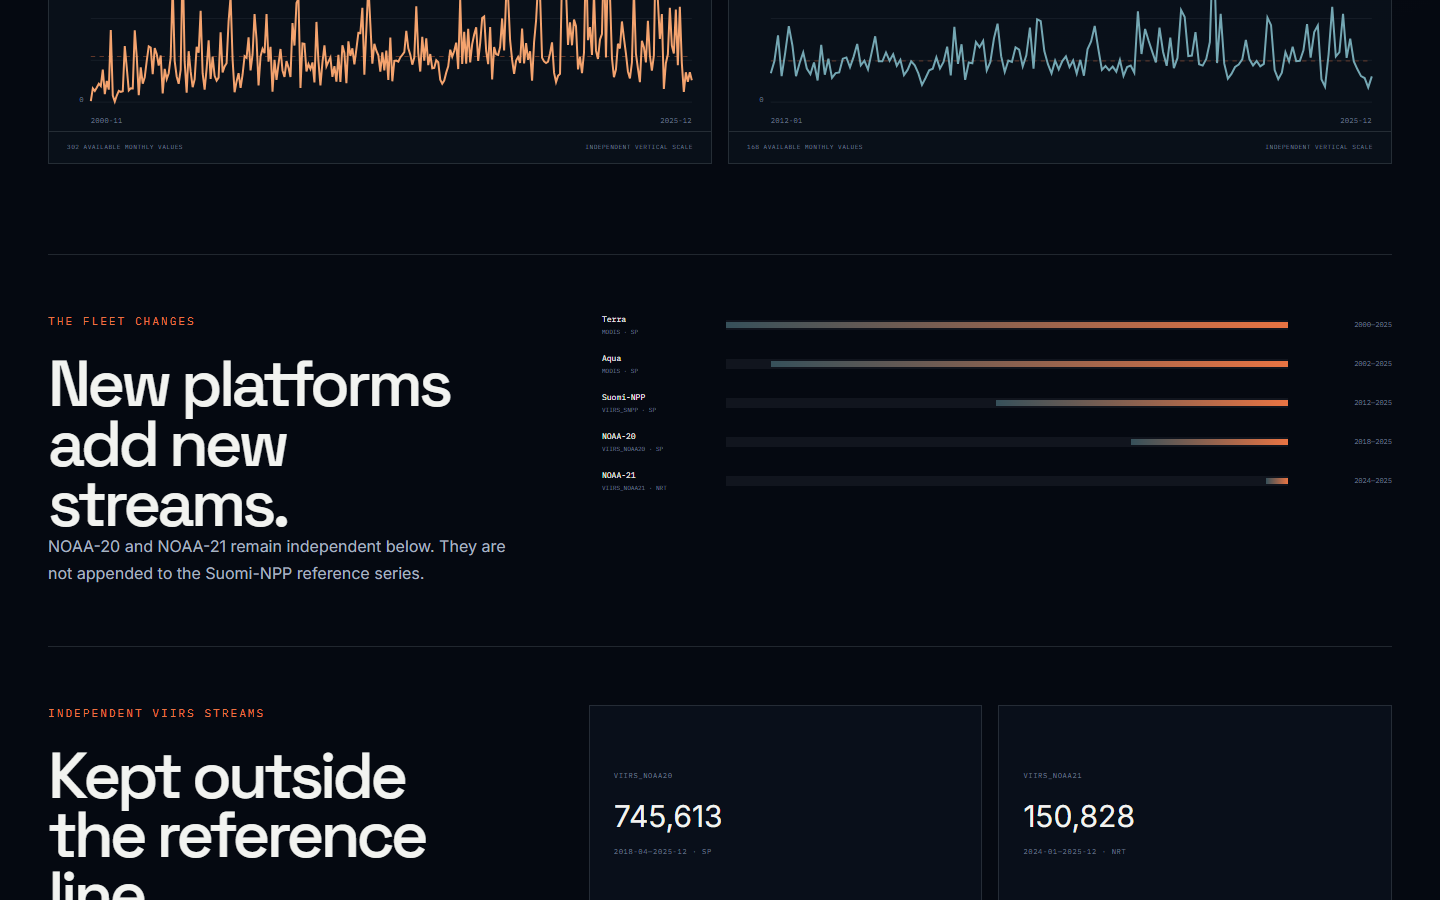 0
2000-11
2025-12
302 AVAILABLE MONTHLY VALUES
INDEPENDENT VERTICAL SCALE
0
2012-01
2025-12
168 AVAILABLE MONTHLY VALUES
INDEPENDENT VERTICAL SCALE
THE FLEET CHANGES
New platforms
add new
streams.
NOAA-20 and NOAA-21 remain independent below. They are
not appended to the Suomi-NPP reference series.
Terra
MODIS · SP
2000—2025
Aqua
MODIS · SP
2002—2025
Suomi-NPP
VIIRS_SNPP · SP
2012—2025
NOAA-20
VIIRS_NOAA20 · SP
2018—2025
NOAA-21
VIIRS_NOAA21 · NRT
2024—2025
INDEPENDENT VIIRS STREAMS
Kept outside
the reference
line
VIIRS_NOAA20
745,613
2018-04—2025-12 · SP
VIIRS_NOAA21
150,828
2024-01—2025-12 · NRT